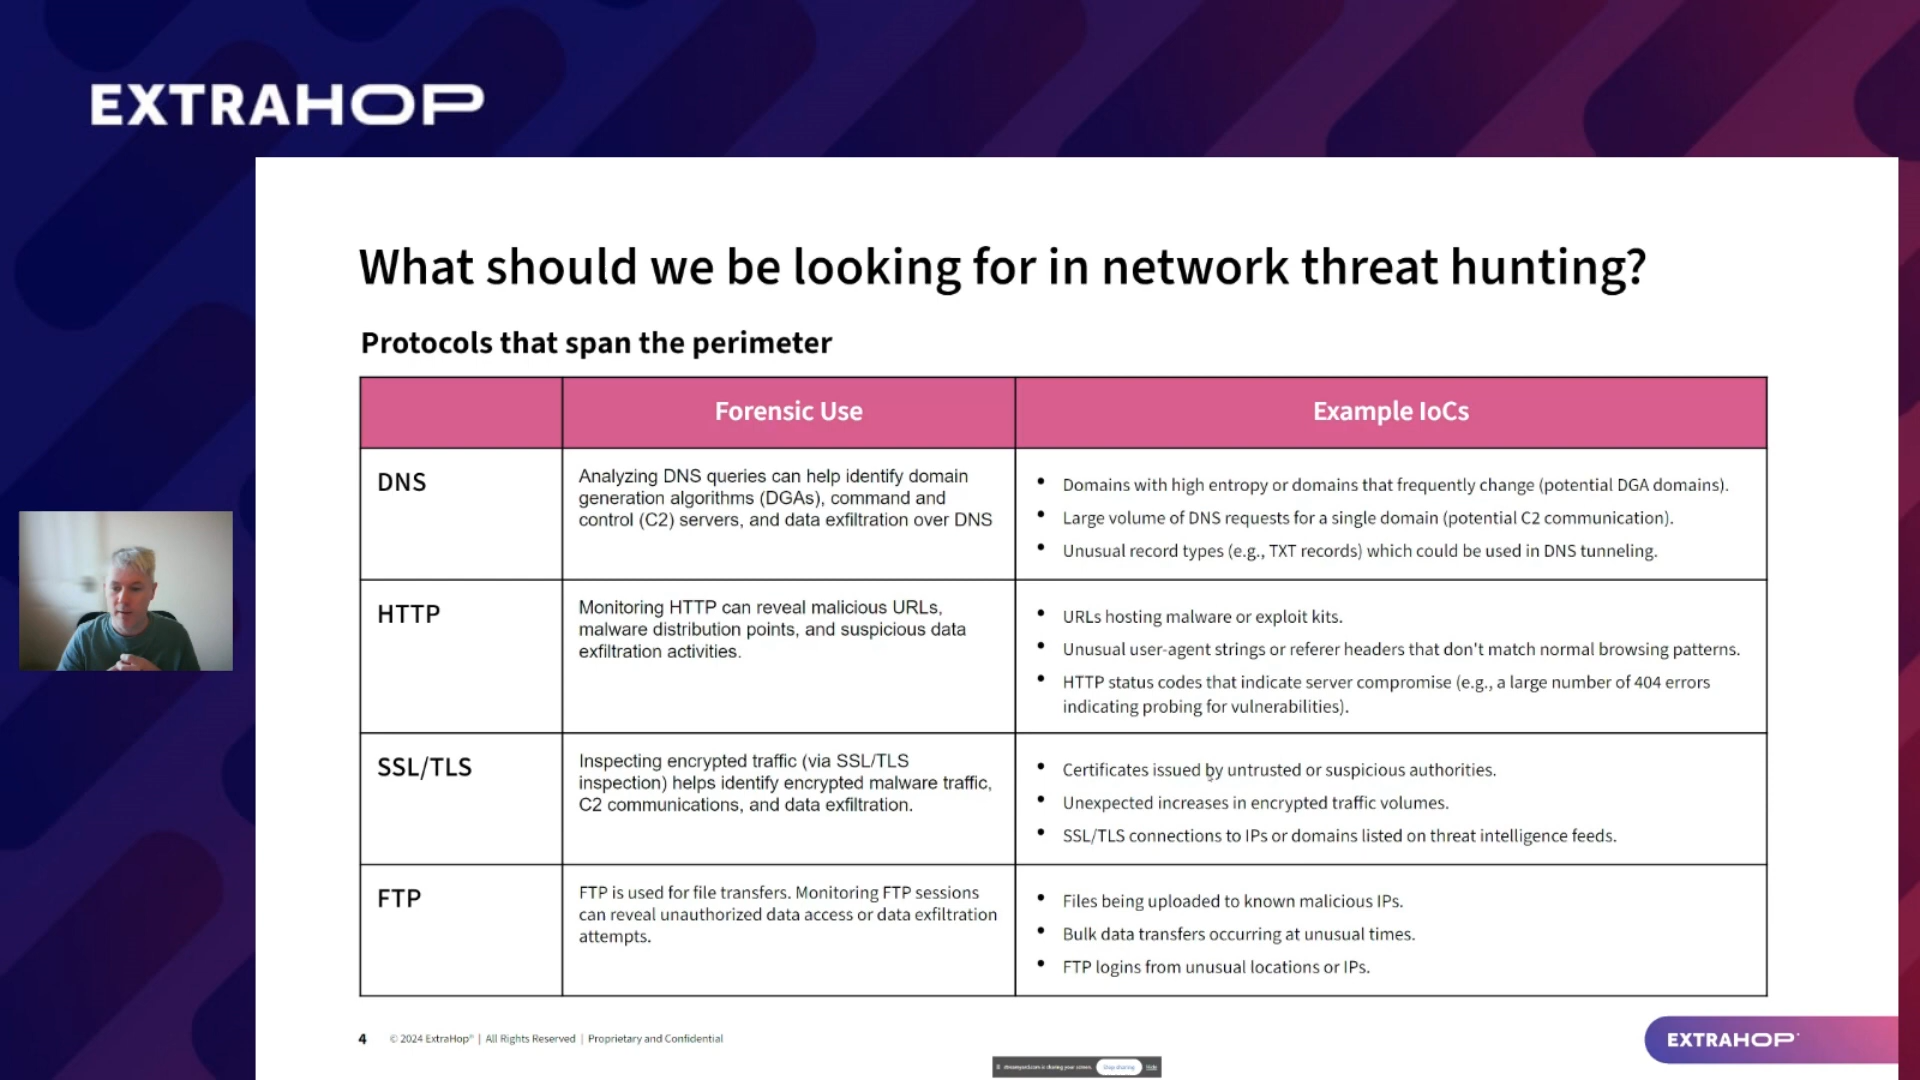 EXTRAHOP
What should we be looking for in network threat hunting?
Protocols that span the perimeter
Forensic Use
Example IoCs
DNS
Analyzing DNS queries can help identify domain
generation algorithms (DGAs), command and
control (C2) servers, and data exfiltration over DNS
• Domains with high entropy or domains that frequently change (potential DGA domains).
• Large volume of DNS requests for a single domain (potential C2 communication).
• Unusual record types (e.g., TXT records) which could be used in DNS tunneling.
HTTP
Monitoring HTTP can reveal malicious URLs,
malware distribution points, and suspicious data
exfiltration activities.
• URLs hosting malware or exploit kits.
• Unusual user-agent strings or referer headers that don't match normal browsing patterns.
• HTTP status codes that indicate server compromise (e.g., a large number of 404 errors
indicating probing for vulnerabilities).
SSL/TLS
Inspecting encrypted traffic (via SSL/TLS
inspection) helps identify encrypted malware traffic,
C2 communications, and data exfiltration.
• Certificates issued by untrusted or suspicious authorities.
• Unexpected increases in encrypted traffic volumes.
• SSL/TLS connections to IPs or domains listed on threat intelligence feeds.
FTP
FTP is used for file transfers. Monitoring FTP sessions
can reveal unauthorized data access or data exfiltration
attempts.
• Files being uploaded to known malicious IPs.
• Bulk data transfers occurring at unusual times.
• FTP logins from unusual locations or IPs.
4 © 2024 ExtraHop® | All Rights Reserved | Proprietary and Confidential
EXTRAHOP
is sharing your screen. Stop sharing Hide